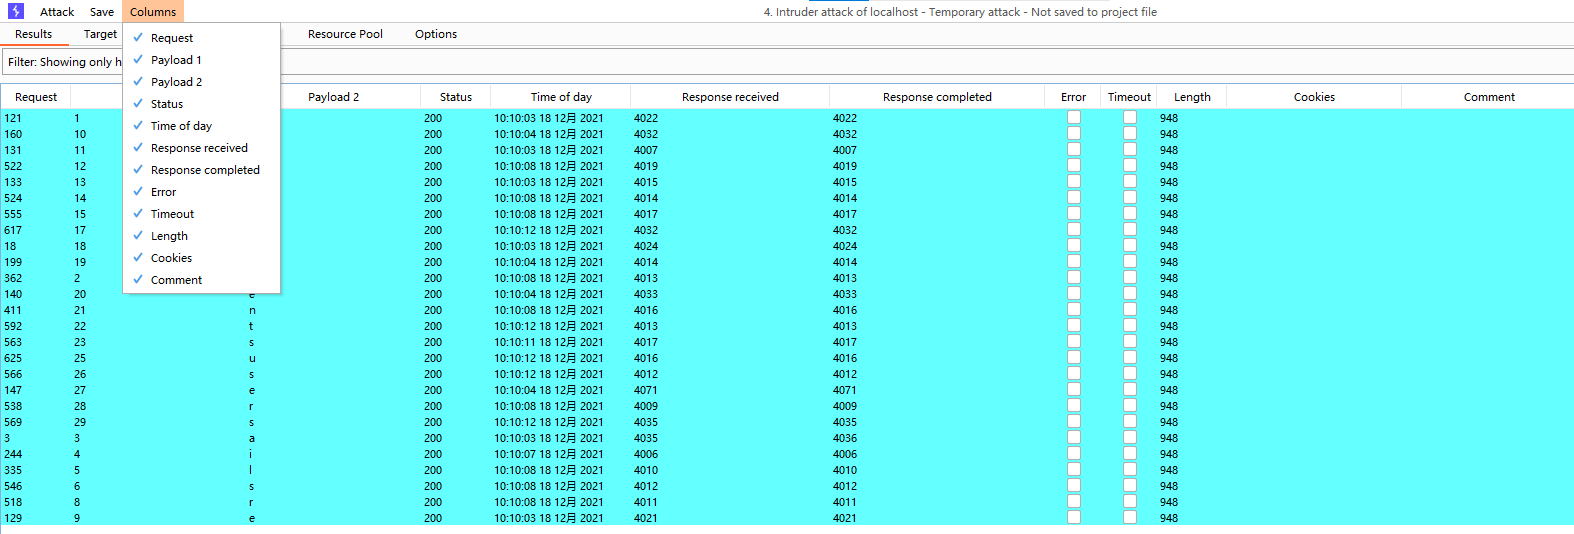 Attack Save Columns 4. Intruder attack of localhost - Temporary attack - Not saved to project file
Results Target Resource Pool Options
Filter: Showing only h
Request
Payload 1
Payload 2
Status
Time of day
Response received
Response completed
Error
Timeout
Length
Cookies
Comment
Request Payload 2 Status Time of day Response received Response completed Error Timeout Length Cookies Comment
121 1 200 10:10:03 18 12月 2021 4022 4022 948
160 10 200 10:10:04 18 12月 2021 4032 4032 948
131 11 200 10:10:03 18 12月 2021 4007 4007 948
522 12 200 10:10:08 18 12月 2021 4019 4019 948
133 13 200 10:10:03 18 12月 2021 4015 4015 948
524 14 200 10:10:08 18 12月 2021 4014 4014 948
555 15 200 10:10:08 18 12月 2021 4017 4017 948
617 17 200 10:10:12 18 12月 2021 4032 4032 948
18 18 200 10:10:03 18 12月 2021 4024 4024 948
199 19 200 10:10:04 18 12月 2021 4014 4014 948
362 2 200 10:10:08 18 12月 2021 4013 4013 948
140 20 e 200 10:10:04 18 12月 2021 4033 4033 948
411 21 n 200 10:10:08 18 12月 2021 4016 4016 948
592 22 t 200 10:10:12 18 12月 2021 4013 4013 948
563 23 s 200 10:10:11 18 12月 2021 4017 4017 948
625 25 u 200 10:10:12 18 12月 2021 4016 4016 948
566 26 s 200 10:10:12 18 12月 2021 4012 4012 948
147 27 e 200 10:10:04 18 12月 2021 4071 4071 948
538 28 r 200 10:10:08 18 12月 2021 4009 4009 948
569 29 s 200 10:10:12 18 12月 2021 4035 4035 948
3 3 a 200 10:10:03 18 12月 2021 4035 4036 948
244 4 i 200 10:10:07 18 12月 2021 4006 4006 948
335 5 l 200 10:10:08 18 12月 2021 4010 4010 948
546 6 s 200 10:10:08 18 12月 2021 4012 4012 948
518 8 r 200 10:10:08 18 12月 2021 4011 4011 948
129 9 e 200 10:10:03 18 12月 2021 4021 4021 948